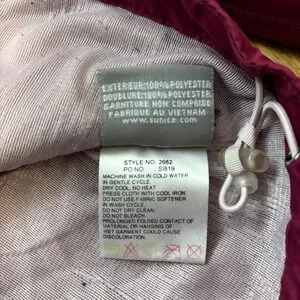 EXTERIEUR:100% POLYESTER
DOUBLURE:100% POLYESTER
GARNITURE NON COMPRISE
FABRIQUE AU VIETNAM
www.sunice.com
STYLE NO: 2662
PO NO : SI819
MACHINE WASH IN COLD WATER
IN GENTLE CYCLE.
DRY COOL, NO HEAT
PRESS CLOTH WITH COOL IRON.
DO NOT USE FABRIC SOFTENER
IN WASH CYCLE.
DO NOT DRY CLEAN.
DO NOT BLEACH.
PROLONGED FOLDED CONTACT OF
MATERIAL OR HANGING OF
WET GARMENT COULD CAUSE
DISCOLORATION.